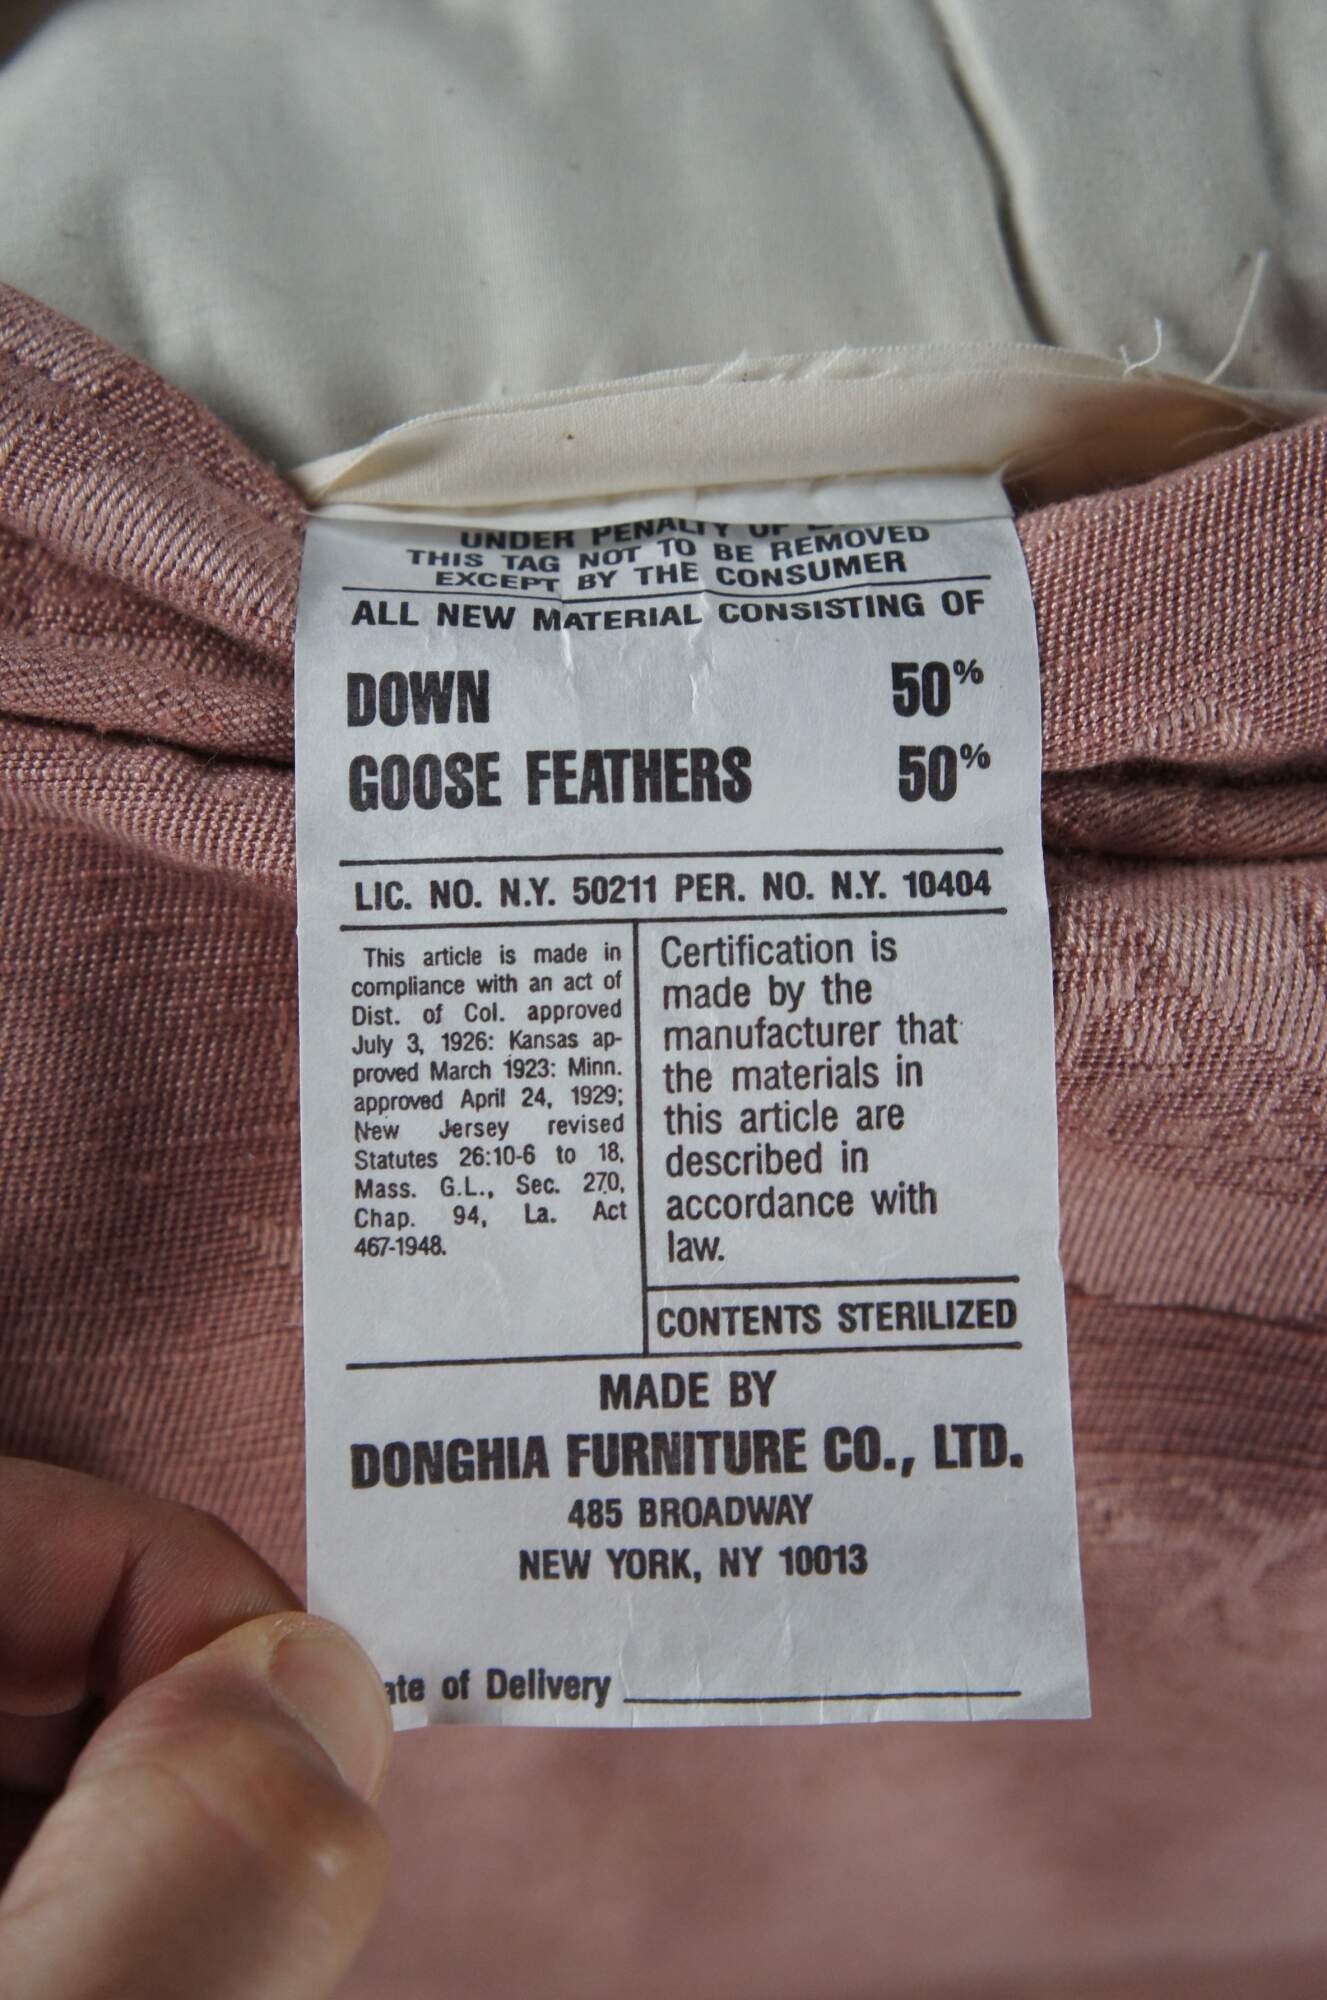 UNDER PENALTY OF
THIS TAG NOT TO BE REMOVED
EXCEPT BY THE CONSUMER
ALL NEW MATERIAL CONSISTING OF
DOWN 50%
GOOSE FEATHERS 50%
LIC. NO. N.Y. 50211 PER. NO. N.Y. 10404
This article is made in
compliance with an act of
Dist. of Col. approved
July 3, 1926: Kansas ap-
proved March 1923: Minn.
approved April 24, 1929;
New Jersey revised
Statutes 26:10-6 to 18,
Mass. G.L., Sec. 270,
Chap. 94, La. Act
467-1948.
Certification is
made by the
manufacturer that
the materials in
this article are
described in
accordance with
law.
CONTENTS STERILIZED
MADE BY
DONGHIA FURNITURE CO., LTD.
485 BROADWAY
NEW YORK, NY 10013
ate of Delivery